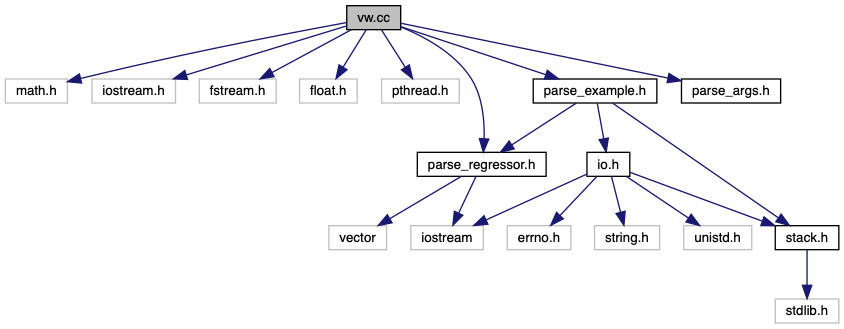 vw.cc
math.h
iostream.h
fstream.h
float.h
pthread.h
parse_example.h
parse_args.h
parse_regressor.h
io.h
vector
iostream
errno.h
string.h
unistd.h
stack.h
stdlib.h